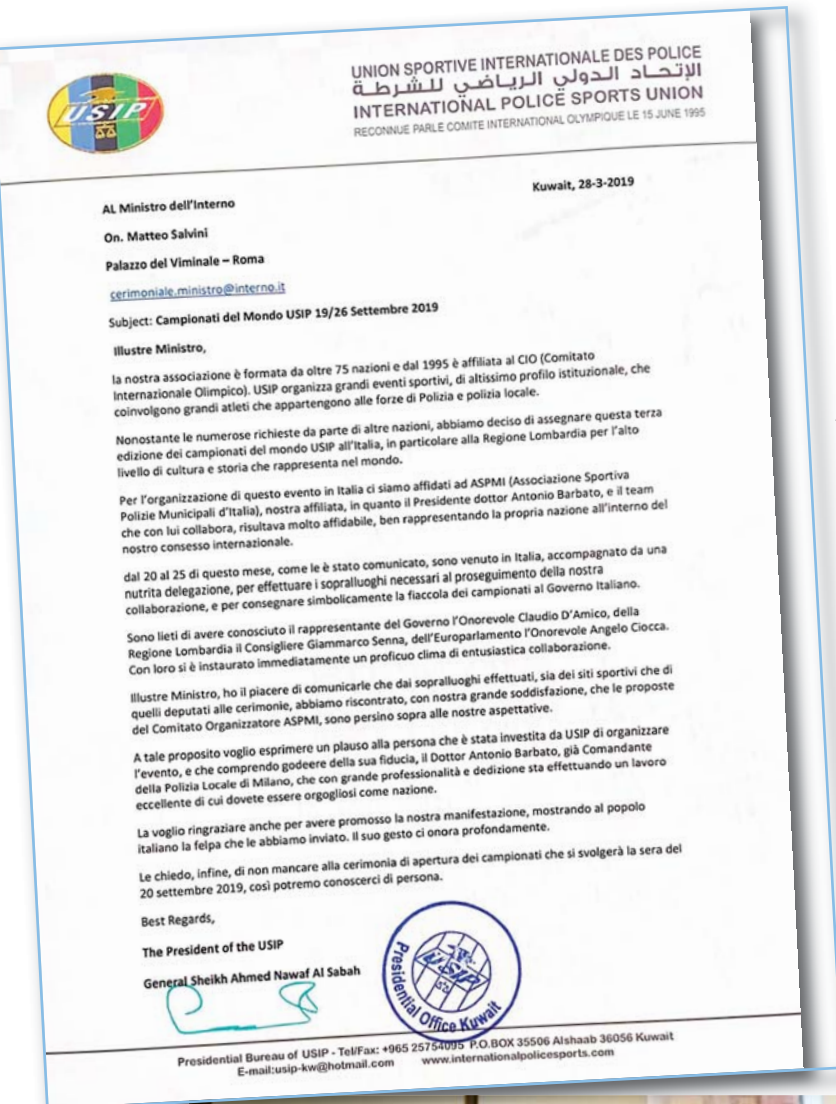 USIP
UNION SPORTIVE INTERNATIONALE DES POLICE
الإتحاد الدولي الرياضي للشرطة
INTERNATIONAL POLICE SPORTS UNION
RECONNUE PARLE COMITE INTERNATIONAL OLYMPIQUE LE 15 JUNE 1995
Kuwait, 28-3-2019
AL Ministro dell'Interno
On. Matteo Salvini
Palazzo del Viminale – Roma
cerimoniale.ministro@interno.it
Subject: Campionati del Mondo USIP 19/26 Settembre 2019
Illustre Ministro,
la nostra associazione è formata da oltre 75 nazioni e dal 1995 è affiliata al CIO (Comitato
Internazionale Olimpico). USIP organizza grandi eventi sportivi, di altissimo profilo istituzionale, che
coinvolgono grandi atleti che appartengono alle forze di Polizia e polizia locale.
Nonostante le numerose richieste da parte di altre nazioni, abbiamo deciso di assegnare questa terza
edizione dei campionati del mondo USIP all'Italia, in particolare alla Regione Lombardia per l'alto
livello di cultura e storia che rappresenta nel mondo.
Per l'organizzazione di questo evento in Italia ci siamo affidati ad ASPMI (Associazione Sportiva
Polizie Municipali d'Italia), nostra affiliata, in quanto il Presidente dottor Antonio Barbato, e il team
che con lui collabora, risultava molto affidabile, ben rappresentando la propria nazione all'interno del
nostro consesso internazionale.
dal 20 al 25 di questo mese, come le è stato comunicato, sono venuto in Italia, accompagnato da una
nutrita delegazione, per effettuare i sopralluoghi necessari al proseguimento della nostra
collaborazione, e per consegnare simbolicamente la fiaccola dei campionati al Governo Italiano.
Sono lieti di avere conosciuto il rappresentante del Governo l'Onorevole Claudio D'Amico, della
Regione Lombardia il Consigliere Giammarco Senna, dell'Europarlamento l'Onorevole Angelo Ciocca.
Con loro si è instaurato immediatamente un proficuo clima di entusiastica collaborazione.
Illustre Ministro, ho il piacere di comunicarle che dai sopralluoghi effettuati, sia dei siti sportivi che di
quelli deputati alle cerimonie, abbiamo riscontrato, con nostra grande soddisfazione, che le proposte
del Comitato Organizzatore ASPMI, sono persino sopra alle nostre aspettative.
A tale proposito voglio esprimere un plauso alla persona che è stata investita da USIP di organizzare
l'evento, e che comprendo godeere della sua fiducia, il Dottor Antonio Barbato, già Comandante
della Polizia Locale di Milano, che con grande professionalità e dedizione sta effettuando un lavoro
eccellente di cui dovete essere orgogliosi come nazione.
La voglio ringraziare anche per avere promosso la nostra manifestazione, mostrando al popolo
italiano la felpa che le abbiamo inviato. Il suo gesto ci onora profondamente.
Le chiedo, infine, di non mancare alla cerimonia di apertura dei campionati che si svolgerà la sera del
20 settembre 2019, così potremo conoscerci di persona.
Best Regards,
The President of the USIP
General Sheikh Ahmed Nawaf Al Sabah
USIP
Presidential Office Kuwait
Presidential Bureau of USIP - Tel/Fax: +965 25754095 P.O.BOX 35506 Alshaab 36056 Kuwait
E-mail:usip-kw@hotmail.com www.internationalpolicesports.com